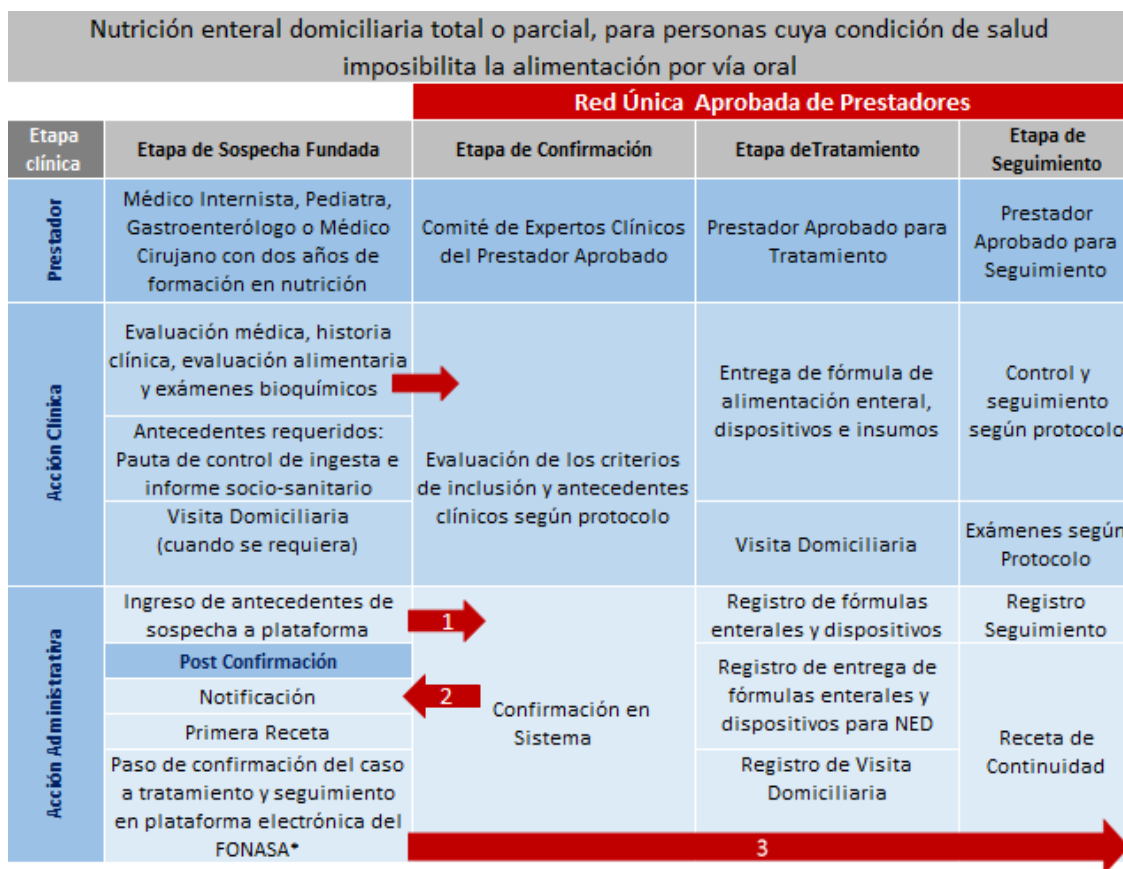 Nutrición enteral domiciliaria total o parcial, para personas cuya condición de salud
imposibilita la alimentación por vía oral
Red Única Aprobada de Prestadores
Etapa
clínica
Etapa de Sospecha Fundada
Etapa de Confirmación
Etapa deTratamiento
Etapa de
Seguimiento
Prestador
Médico Internista, Pediatra,
Gastroenterólogo o Médico
Cirujano con dos años de
formación en nutrición
Comité de Expertos Clínicos
del Prestador Aprobado
Prestador Aprobado para
Tratamiento
Prestador
Aprobado para
Seguimiento
Acción Clínica
Evaluación médica, historia
clínica, evaluación alimentaria
y exámenes bioquímicos
Antecedentes requeridos:
Pauta de control de ingesta e
informe socio-sanitario
Visita Domiciliaria
(cuando se requiera)
Evaluación de los criterios
de inclusión y antecedentes
clínicos según protocolo
Entrega de fórmula de
alimentación enteral,
dispositivos e insumos
Visita Domiciliaria
Control y
seguimiento
según protocolo
Exámenes según
Protocolo
Acción Administrativa
Ingreso de antecedentes de
sospecha a plataforma
1
Post Confirmación
Notificación
2
Primera Receta
Paso de confirmación del caso
a tratamiento y seguimiento
en plataforma electrónica del
FONASA*
Confirmación en
Sistema
Registro de fórmulas
enterales y dispositivos
Registro de entrega de
fórmulas enterales y
dispositivos para NED
Registro de Visita
Domiciliaria
Registro
Seguimiento
Receta de
Continuidad
3